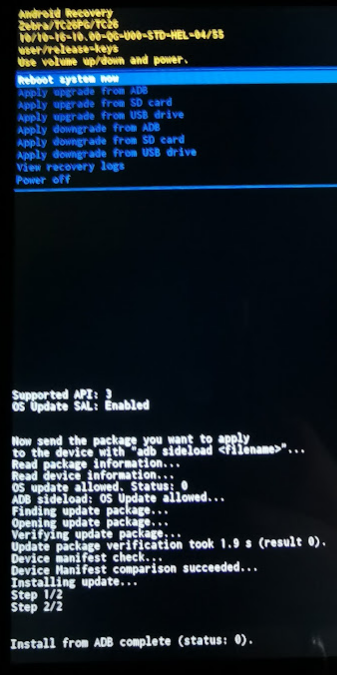 Android Recovery
Zebra/TC26PG/TC26
10/10-16-10.00-QG-U00-STD-HEL-04/55
user/release-keys
Use volume up/down and power.
Reboot system now
Apply upgrade from ADB
Apply upgrade from SD card
Apply upgrade from USB drive
Apply downgrade from ADB
Apply downgrade from SD card
Apply downgrade from USB drive
View recovery logs
Power off
Supported API: 3
OS Update SAL: Enabled
Now send the package you want to apply
to the device with "adb sideload <filename>"...
Read package information...
Read device information...
OS update allowed. Status: 0
ADB sideload: OS Update allowed...
Finding update package...
Opening update package...
Verifying update package...
Update package verification took 1.9 s (result 0).
Device manifest check...
Device Manifest comparison succeeded...
Installing update...
Step 1/2
Step 2/2
Install from ADB complete (status: 0).